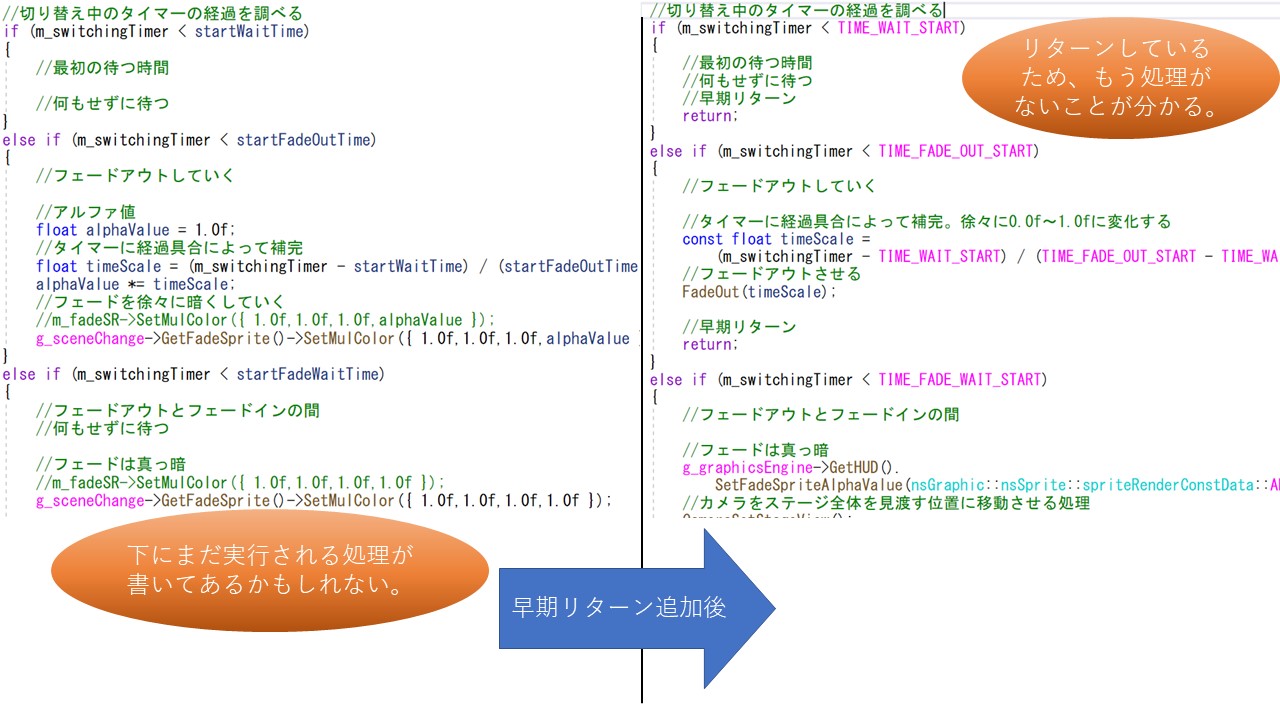 //切り替え中のタイマーの経過を調べる
if (m_switchingTimer < startWaitTime)
{
//最初の待つ時間
//何もせずに待つ
}
else if (m_switchingTimer < startFadeOutTime)
{
//フェードアウトしていく
//アルファ値
float alphaValue = 1.0f;
//タイマーに経過具合によって補完
float timeScale = (m_switchingTimer - startWaitTime) / (startFadeOutTime
alphaValue *= timeScale;
//フェードを徐々に暗くしていく
//m_fadeSR->SetMulColor({ 1.0f,1.0f,1.0f,alphaValue });
g_sceneChange->GetFadeSprite()->SetMulColor({ 1.0f,1.0f,1.0f,alphaValue
}
else if (m_switchingTimer < startFadeWaitTime)
{
//フェードアウトとフェードインの間
//何もせずに待つ
//フェードは真っ暗
//m_fadeSR->SetMulColor({ 1.0f,1.0f,1.0f,1.0f });
g_sceneChange->GetFadeSprite()->SetMulColor({ 1.0f,1.0f,1.0f,1.0f });
下にまだ実行される処理が
書いてあるかもしれない。
早期リターン追加後
//切り替え中のタイマーの経過を調べる
if (m_switchingTimer < TIME_WAIT_START)
{
//最初の待つ時間
//何もせずに待つ
//早期リターン
return;
}
else if (m_switchingTimer < TIME_FADE_OUT_START)
{
//フェードアウトしていく
//タイマーに経過具合によって補完。徐々に0.0f～1.0fに変化する
const float timeScale =
(m_switchingTimer - TIME_WAIT_START) / (TIME_FADE_OUT_START - TIME_WA
//フェードアウトさせる
FadeOut(timeScale);
//早期リターン
return;
}
else if (m_switchingTimer < TIME_FADE_WAIT_START)
{
//フェードアウトとフェードインの間
//フェードは真っ暗
g_graphicsEngine->GetHUD().
SetFadeSpriteAlphaValue(nsGraphic::nsSprite::spriteRenderConstData::AL
//カメラをステージ全体を見渡す位置に移動させる処理
リターンしている
ため、もう処理が
ないことが分かる。